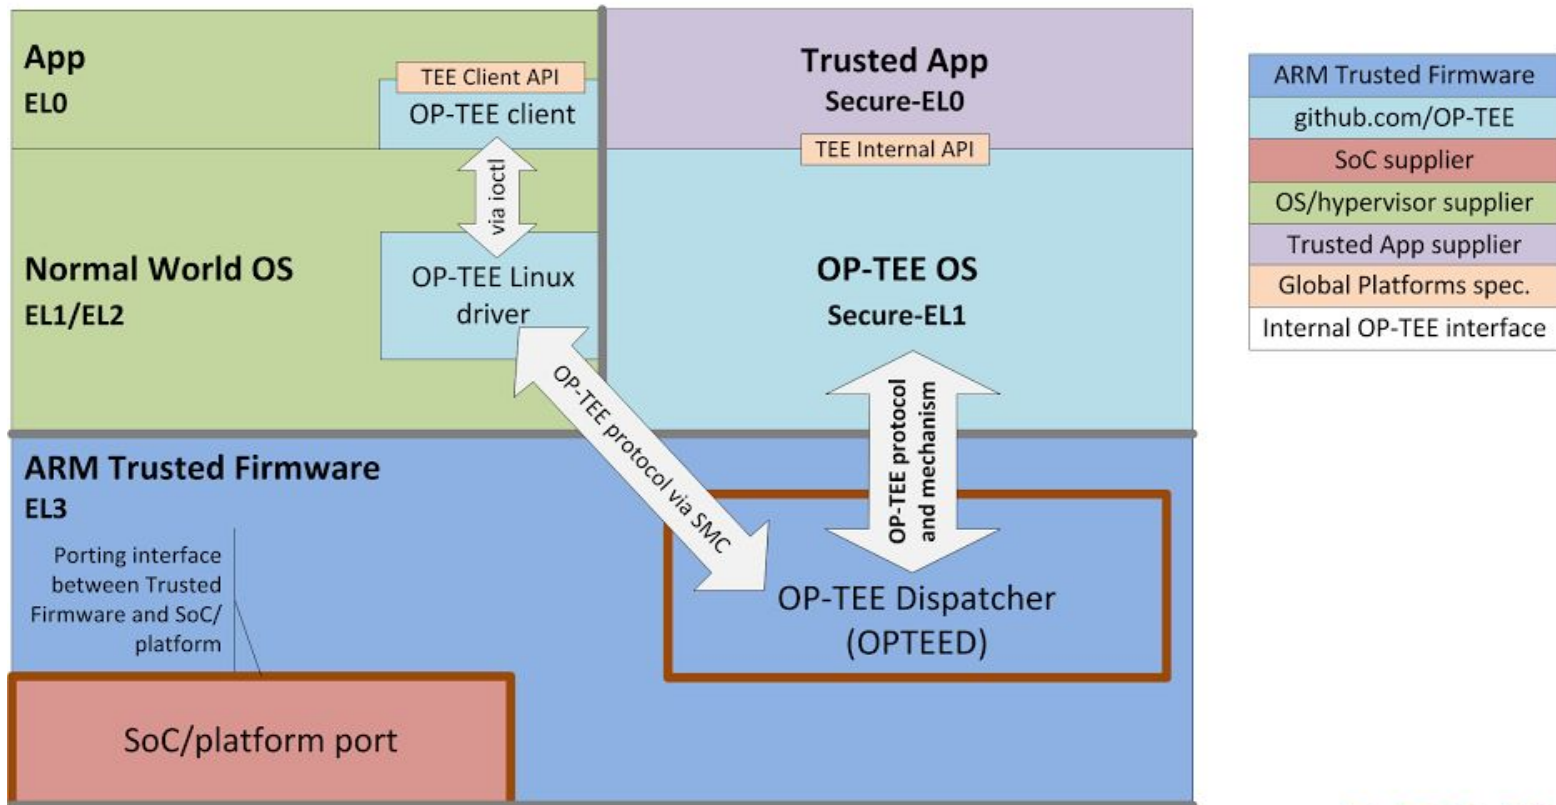 App
EL0
TEE Client API
OP-TEE client
via ioctl
Trusted App
Secure-EL0
TEE Internal API
Normal World OS
EL1/EL2
OP-TEE Linux
driver
OP-TEE OS
Secure-EL1
OP-TEE protocol via SMC
OP-TEE protocol
and mechanism
ARM Trusted Firmware
EL3
Porting interface
between Trusted
Firmware and SoC/
platform
OP-TEE Dispatcher
(OPTEED)
SoC/platform port
ARM Trusted Firmware
github.com/OP-TEE
SoC supplier
OS/hypervisor supplier
Trusted App supplier
Global Platforms spec.
Internal OP-TEE interface